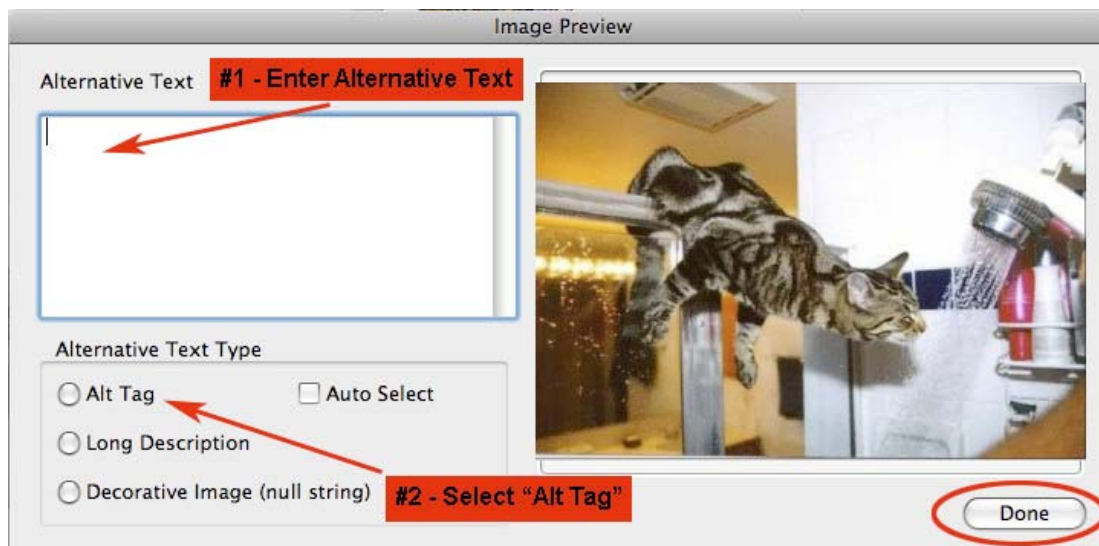 Image Preview
Alternative Text
#1 - Enter Alternative Text
Alternative Text Type
Alt Tag
Auto Select
Long Description
Decorative Image (null string)
#2 - Select “Alt Tag”
Done